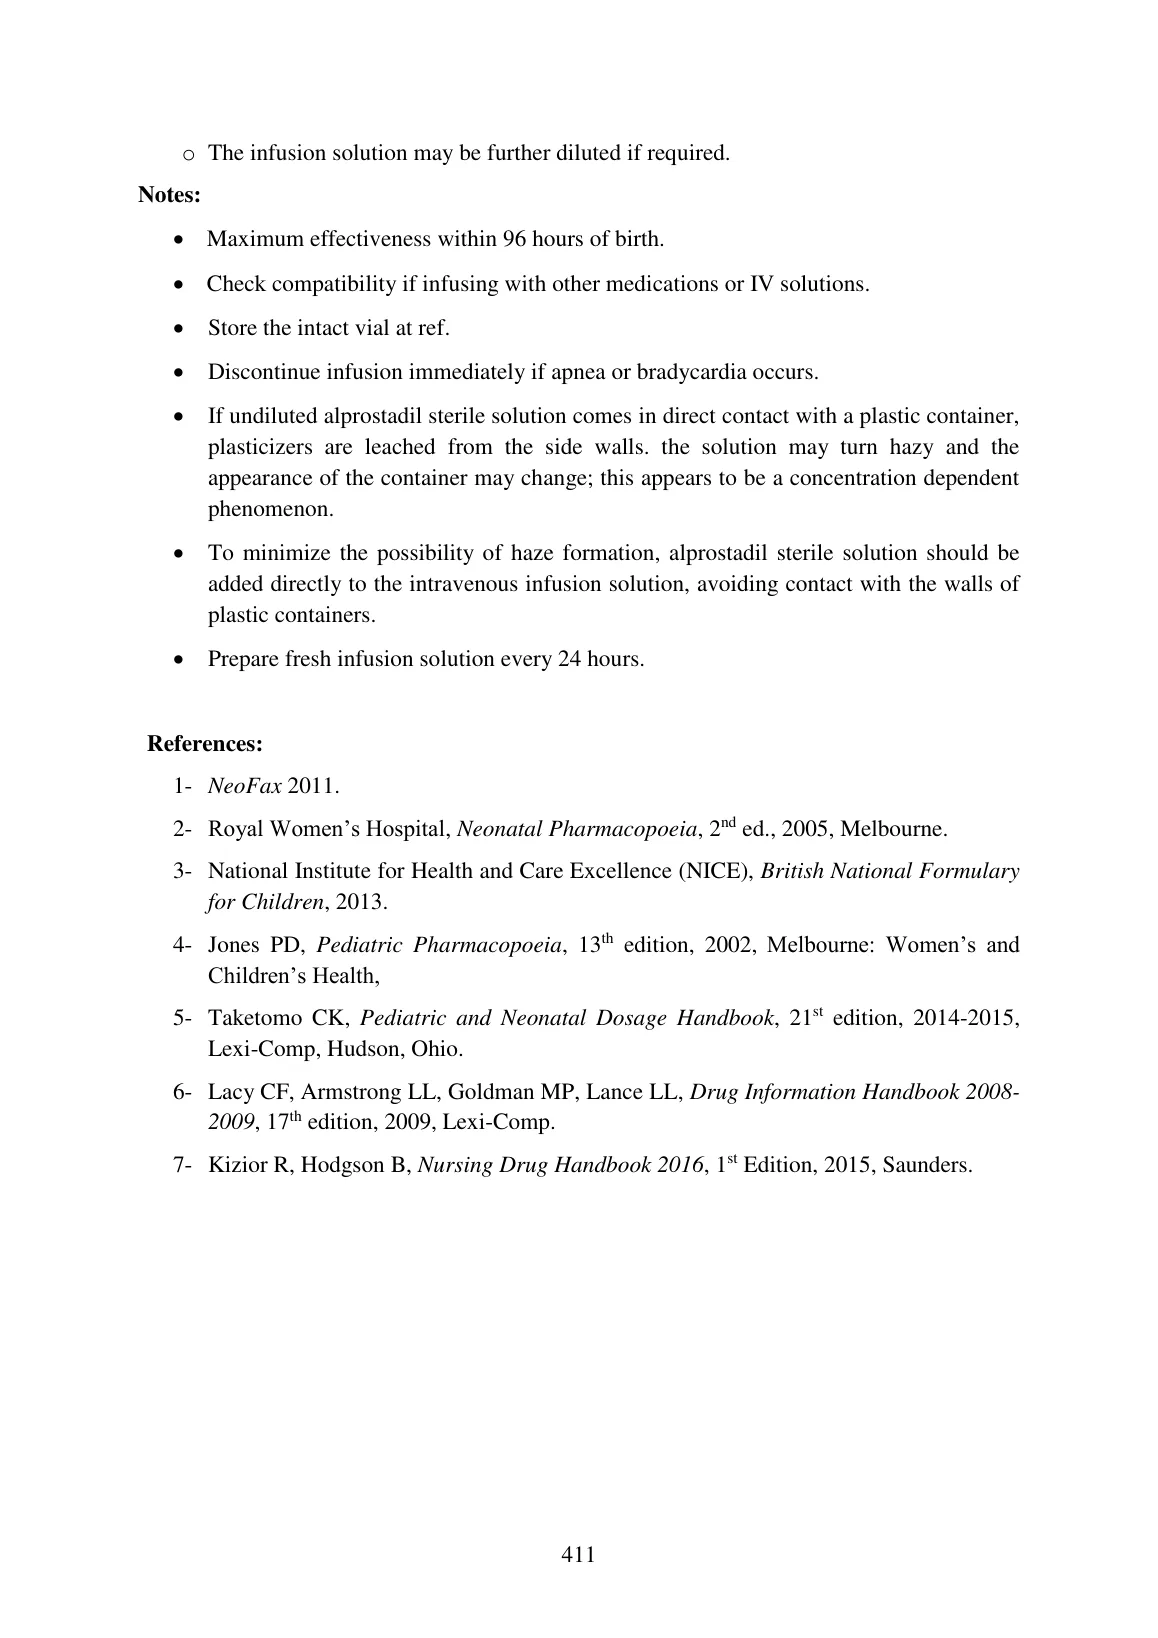 o The infusion solution may be further diluted if required.
Notes:
• Maximum effectiveness within 96 hours of birth.
• Check compatibility if infusing with other medications or IV solutions.
• Store the intact vial at ref.
• Discontinue infusion immediately if apnea or bradycardia occurs.
• If undiluted alprostadil sterile solution comes in direct contact with a plastic container,
plasticizers are leached from the side walls. the solution may turn hazy and the
appearance of the container may change; this appears to be a concentration dependent
phenomenon.
• To minimize the possibility of haze formation, alprostadil sterile solution should be
added directly to the intravenous infusion solution, avoiding contact with the walls of
plastic containers.
• Prepare fresh infusion solution every 24 hours.
References:
1- NeoFax 2011.
2- Royal Women’s Hospital, Neonatal Pharmacopoeia, 2nd ed., 2005, Melbourne.
3- National Institute for Health and Care Excellence (NICE), British National Formulary
for Children, 2013.
4- Jones PD, Pediatric Pharmacopoeia, 13th edition, 2002, Melbourne: Women’s and
Children’s Health,
5- Taketomo CK, Pediatric and Neonatal Dosage Handbook, 21st edition, 2014-2015,
Lexi-Comp, Hudson, Ohio.
6- Lacy CF, Armstrong LL, Goldman MP, Lance LL, Drug Information Handbook 2008-
2009, 17th edition, 2009, Lexi-Comp.
7- Kizior R, Hodgson B, Nursing Drug Handbook 2016, 1st Edition, 2015, Saunders.
411